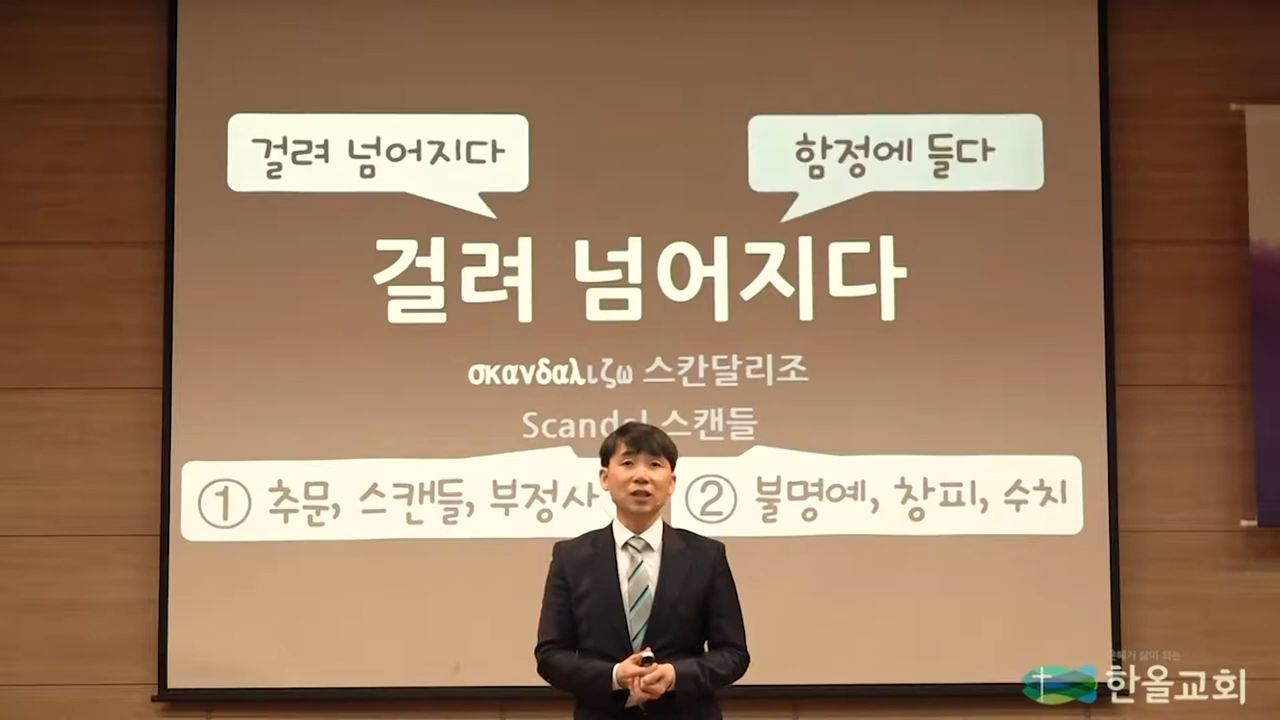 걸려 넘어지다
함정에 들다
걸려 넘어지다
σκανδαλιζω 스칸달리조
스캔들
① 추문, 스캔들, 부정사
② 불명예, 창피, 수치
한울교회